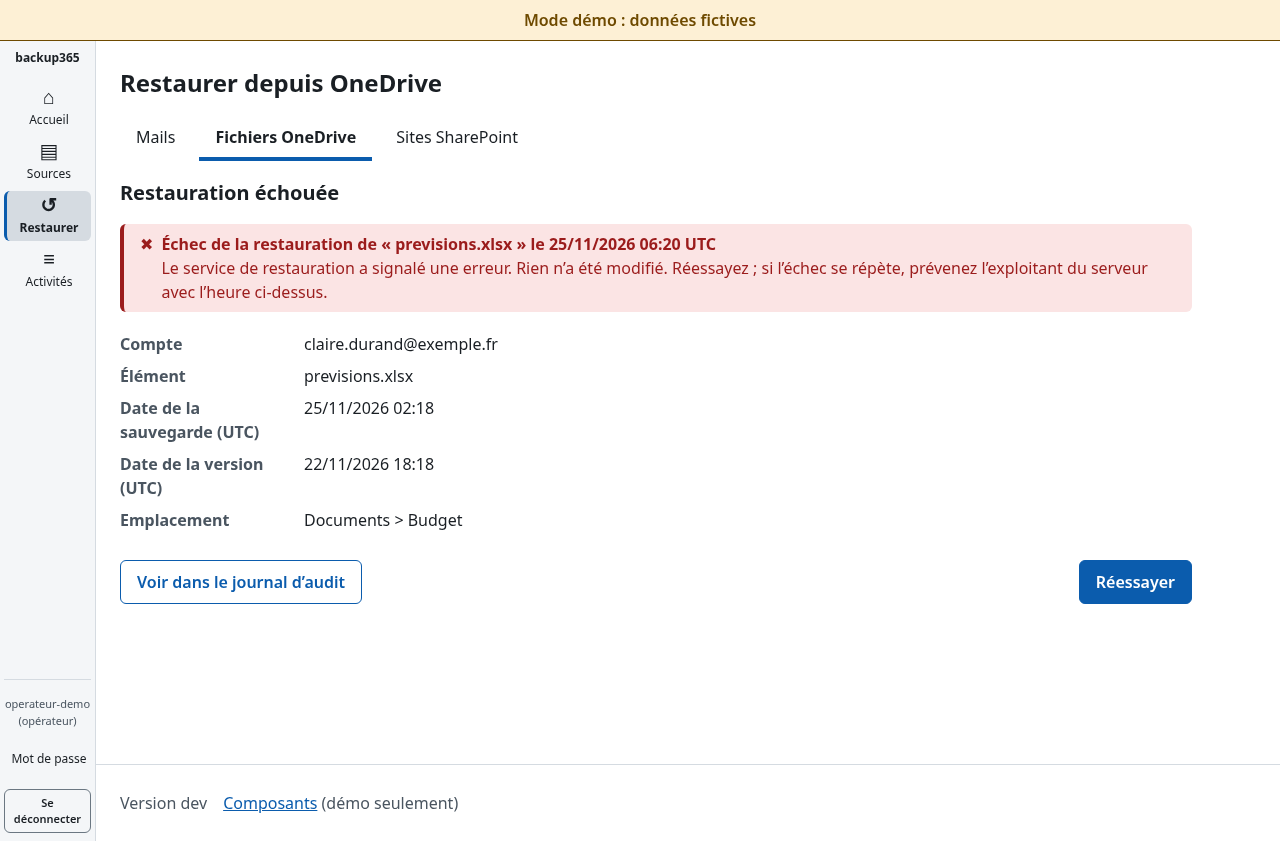 Mode démo : données fictives
backup365
Accueil
Sources
Restaurer
Activités
operateur-demo
(opérateur)
Mot de passe
Se
déconnecter
Restaurer depuis OneDrive
Mails
Fichiers OneDrive
Sites SharePoint
Restauration échouée
✖ Échec de la restauration de « previsions.xlsx » le 25/11/2026 06:20 UTC
Le service de restauration a signalé une erreur. Rien n’a été modifié. Réessayez ; si l’échec se répète, prévenez l’exploitant du serveur
avec l’heure ci-dessus.
Compte claire.durand@exemple.fr
Élément previsions.xlsx
Date de la 25/11/2026 02:18
sauvegarde (UTC)
Date de la version 22/11/2026 18:18
(UTC)
Emplacement Documents > Budget
Voir dans le journal d’audit
Réessayer
Version dev Composants (démo seulement)